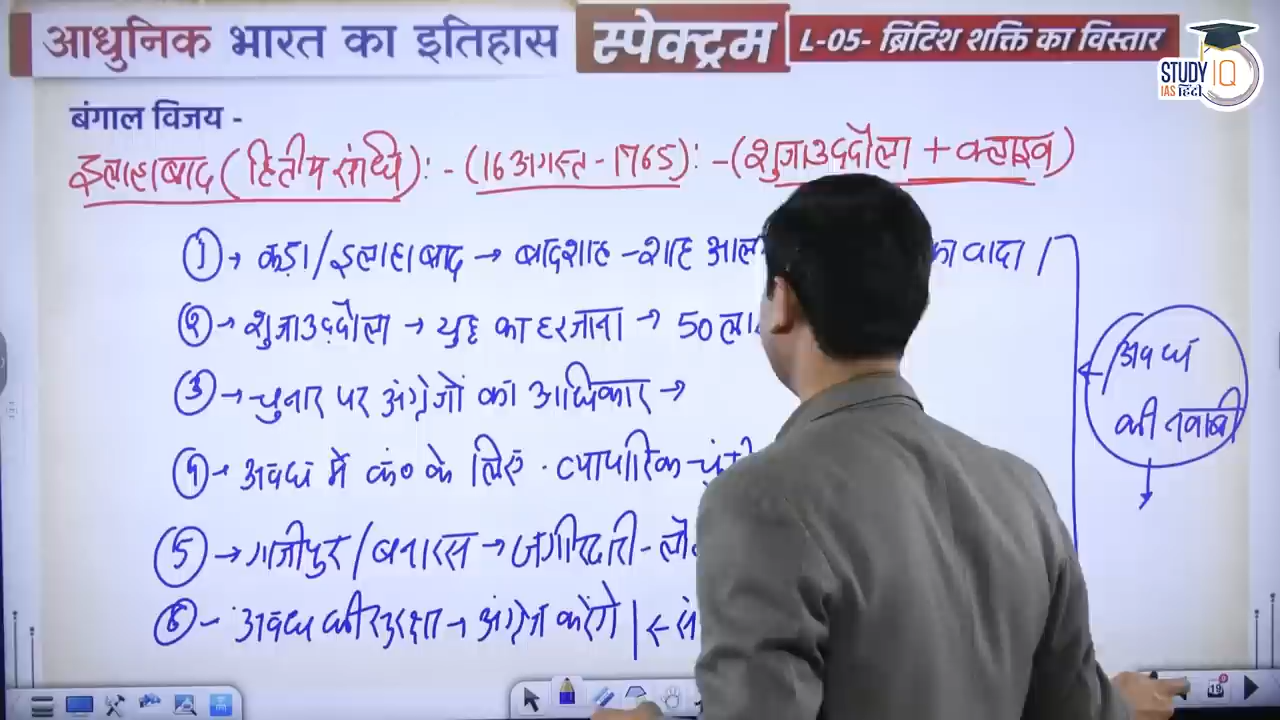 आधुनिक भारत का इतिहास स्पेक्ट्रम L-05- ब्रिटिश शक्ति का विस्तार
STUDY IQ
IAS हिंदी
बंगाल विजय -
इलाहाबाद (द्वितीय संधि) : - (16 अगस्त - 1765) : - (शुजाउद्दौला + क्लाइव)
① → कड़ा/इलाहाबाद → बादशाह - शाह का वादा /
② → शुजाउद्दौला → युद्ध का हरजाना → 50
③ → चुनार पर अंग्रेजों का अधिकार →
④ → अवध में कं० के लिए व्यापारिक
⑤ → गाजीपुर/बनारस → जगीरदारी -
⑥ - अवध की सुरक्षा → अंग्रेज करेंगे | ←
अवध
की नवाबी
19